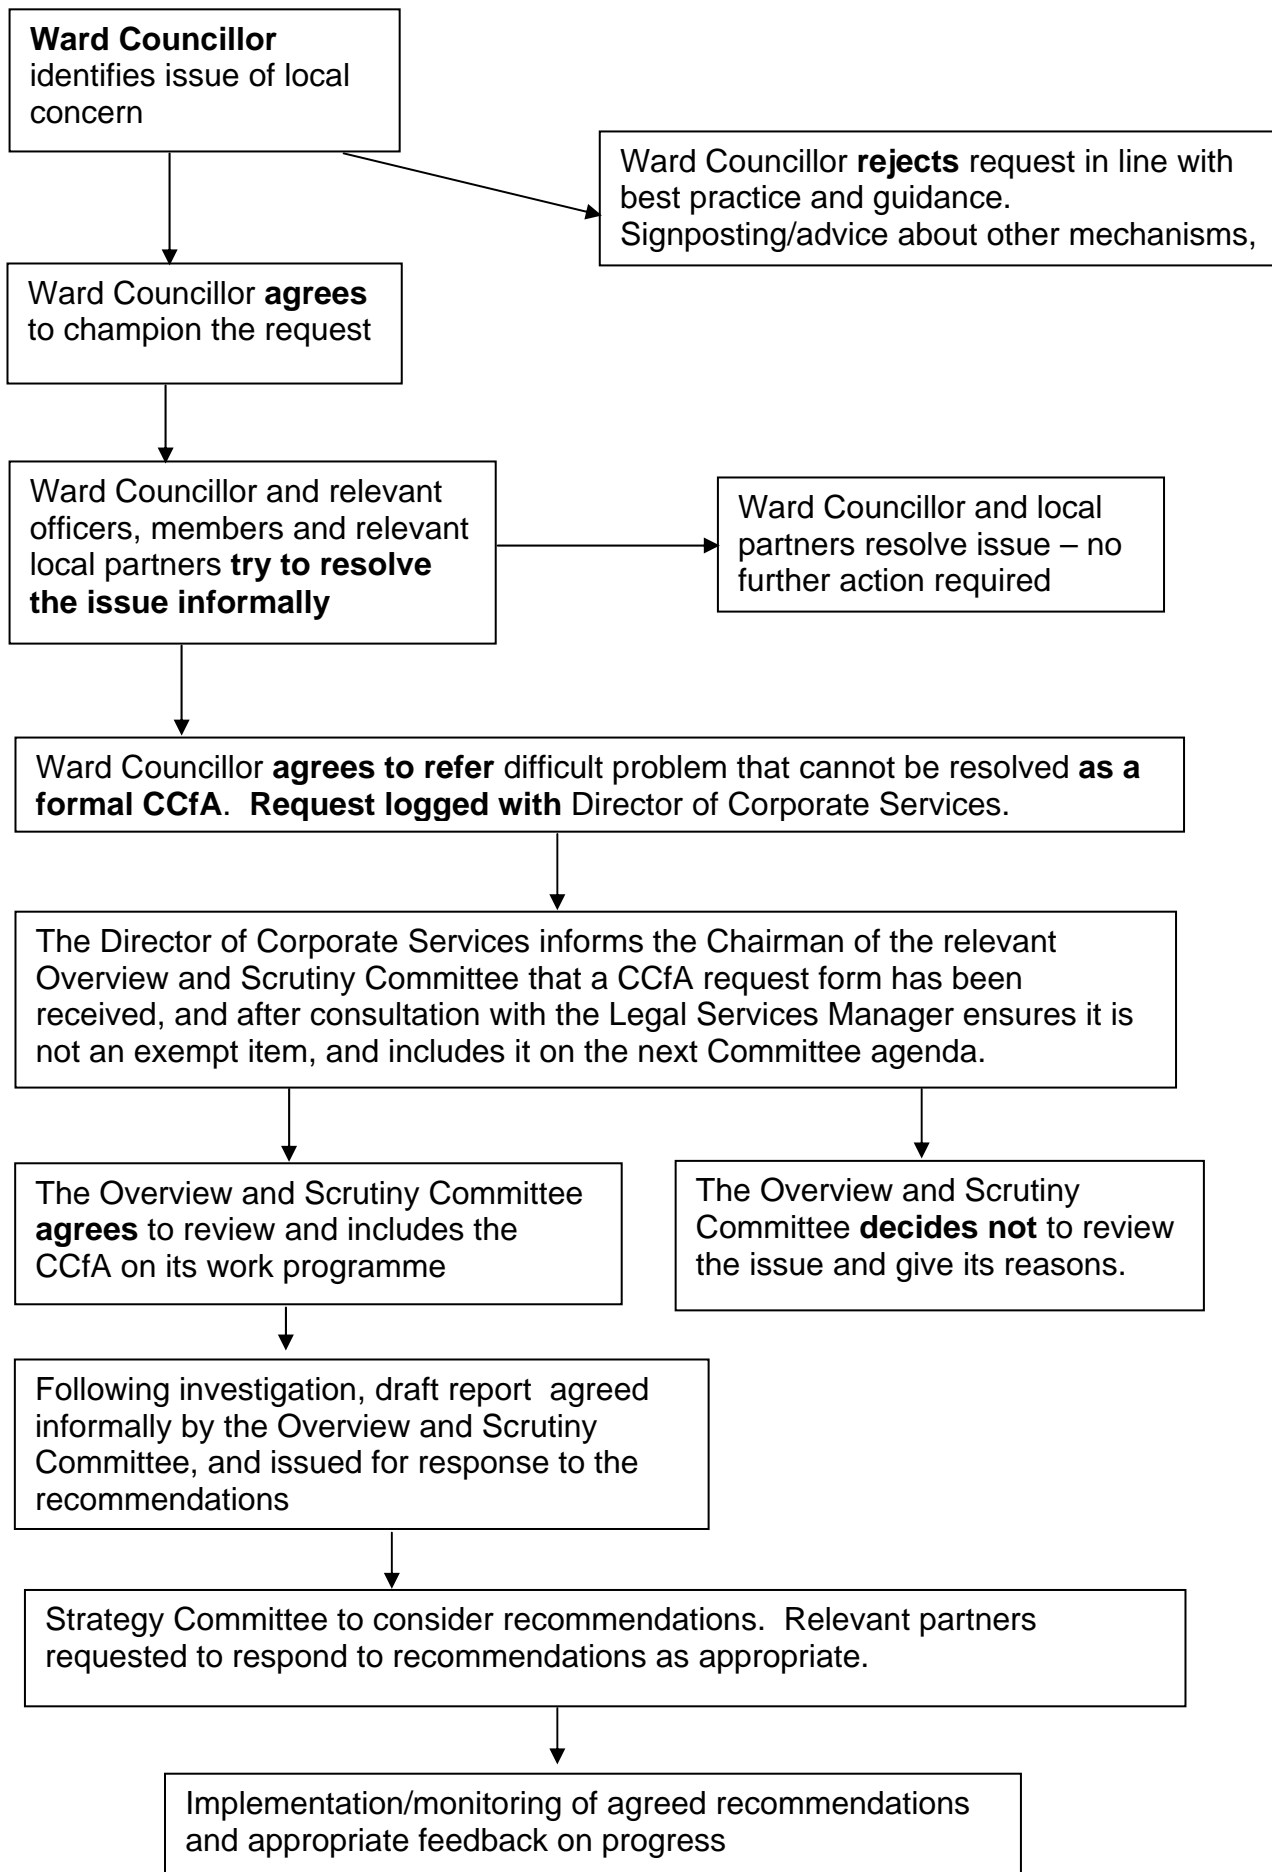 Ward Councillor
identifies issue of local
concern
Ward Councillor rejects request in line with
best practice and guidance.
Signposting/advice about other mechanisms,
Ward Councillor agrees
to champion the request
Ward Councillor and relevant
officers, members and relevant
local partners try to resolve
the issue informally
Ward Councillor and local
partners resolve issue – no
further action required
Ward Councillor agrees to refer difficult problem that cannot be resolved as a
formal CCfA.  Request logged with Director of Corporate Services.
The Director of Corporate Services informs the Chairman of the relevant
Overview and Scrutiny Committee that a CCfA request form has been
received, and after consultation with the Legal Services Manager ensures it is
not an exempt item, and includes it on the next Committee agenda.
The Overview and Scrutiny Committee
agrees to review and includes the
CCfA on its work programme
The Overview and Scrutiny
Committee decides not to review
the issue and give its reasons.
Following investigation, draft report  agreed
informally by the Overview and Scrutiny
Committee, and issued for response to the
recommendations
Strategy Committee to consider recommendations.  Relevant partners
requested to respond to recommendations as appropriate.
Implementation/monitoring of agreed recommendations
and appropriate feedback on progress